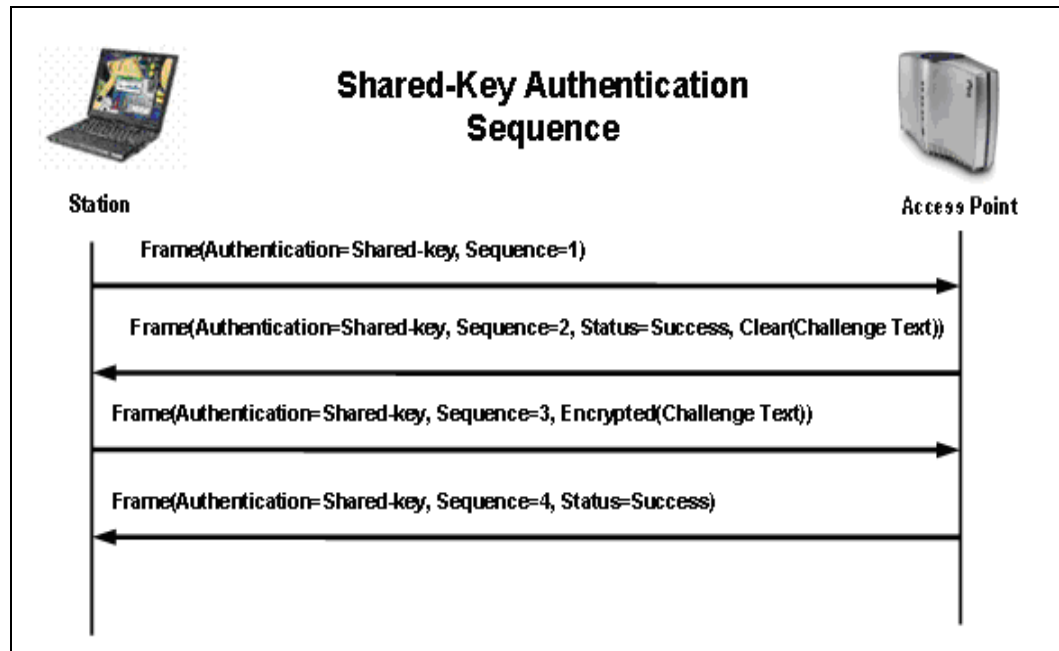 Shared-Key Authentication
Sequence
Station
Access Point
Frame(Authentication=Shared-key, Sequence=1)
Frame(Authentication=Shared-key, Sequence=2, Status=Success, Clear(Challenge Text))
Frame(Authentication=Shared-key, Sequence=3, Encrypted(Challenge Text))
Frame(Authentication=Shared-key, Sequence=4, Status=Success)